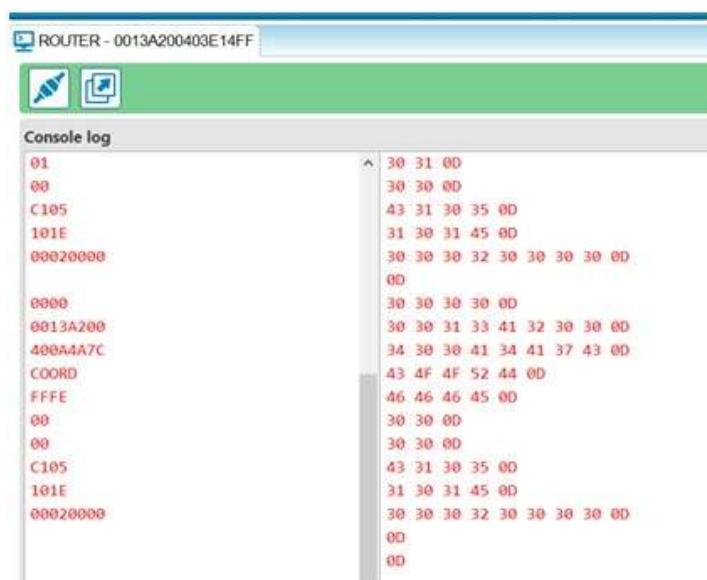 ROUTER - 0013A200403E14FF
Console log
01 30 31 0D
00 30 30 0D
C105 43 31 30 35 0D
101E 31 30 31 45 0D
00020000 30 30 30 32 30 30 30 30 0D
0D
0000 30 30 30 30 0D
0013A200 30 30 31 33 41 32 30 30 0D
400A4A7C 34 30 30 41 34 41 37 43 0D
COORD 43 4F 4F 52 44 0D
FFFE 46 46 46 45 0D
00 30 30 0D
00 30 30 0D
C105 43 31 30 35 0D
101E 31 30 31 45 0D
00020000 30 30 30 32 30 30 30 30 0D
0D
0D